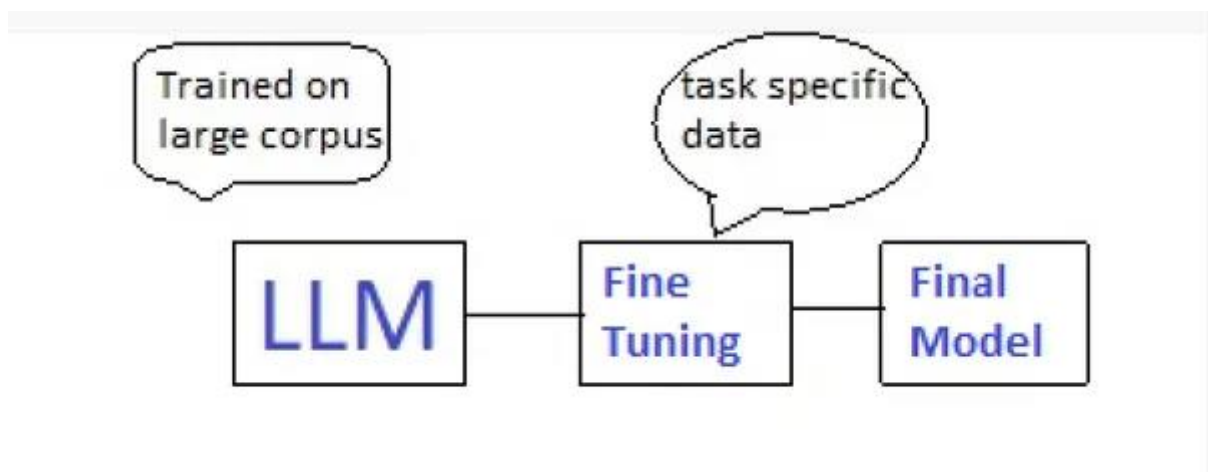 Trained on
large corpus
task specific
data
LLM
Fine
Tuning
Final
Model